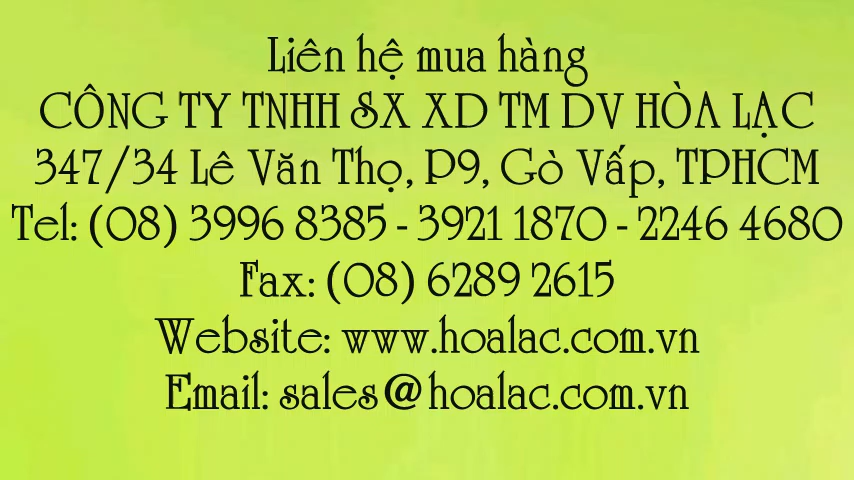 Liên hệ mua hàng
CÔNG TY TNHH SX XD TM DV HÒA LẠC
347/34 Lê Văn Thọ, P9, Gò Vấp, TPHCM
Tel: (08) 3996 8385 - 3921 1870 - 2246 4680
Fax: (08) 6289 2615
Website: www.hoalac.com.vn
Email: sales@hoalac.com.vn